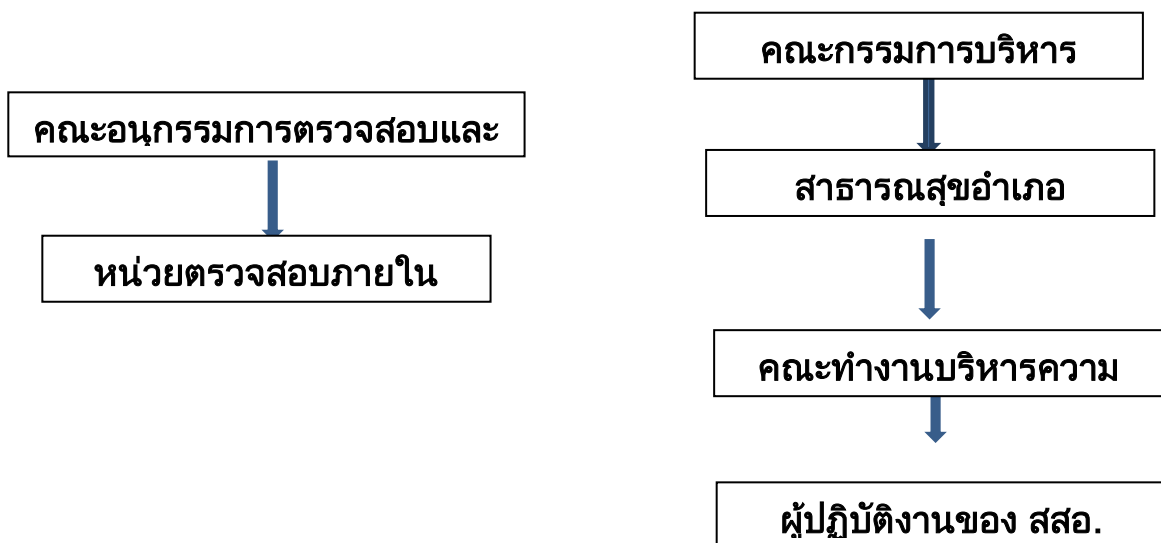 คณะกรรมการบริหาร
คณะอนุกรรมการตรวจสอบและ
สาธารณสุขอำเภอ
หน่วยตรวจสอบภายใน
คณะทำงานบริหารความ
ผู้ปฏิบัติงานของ สสอ.